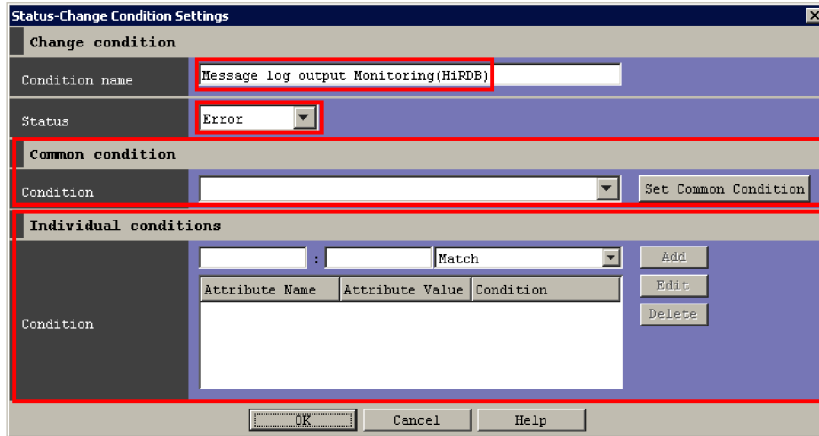 Status-Change Condition Settings
Change condition
Condition name
Message log output Monitoring(HiRDB)
Status
Error
Common condition
Condition
Set Common Condition
Individual conditions
: Match Add
Attribute Name Attribute Value Condition Edit
Condition
Delete
OK Cancel Help